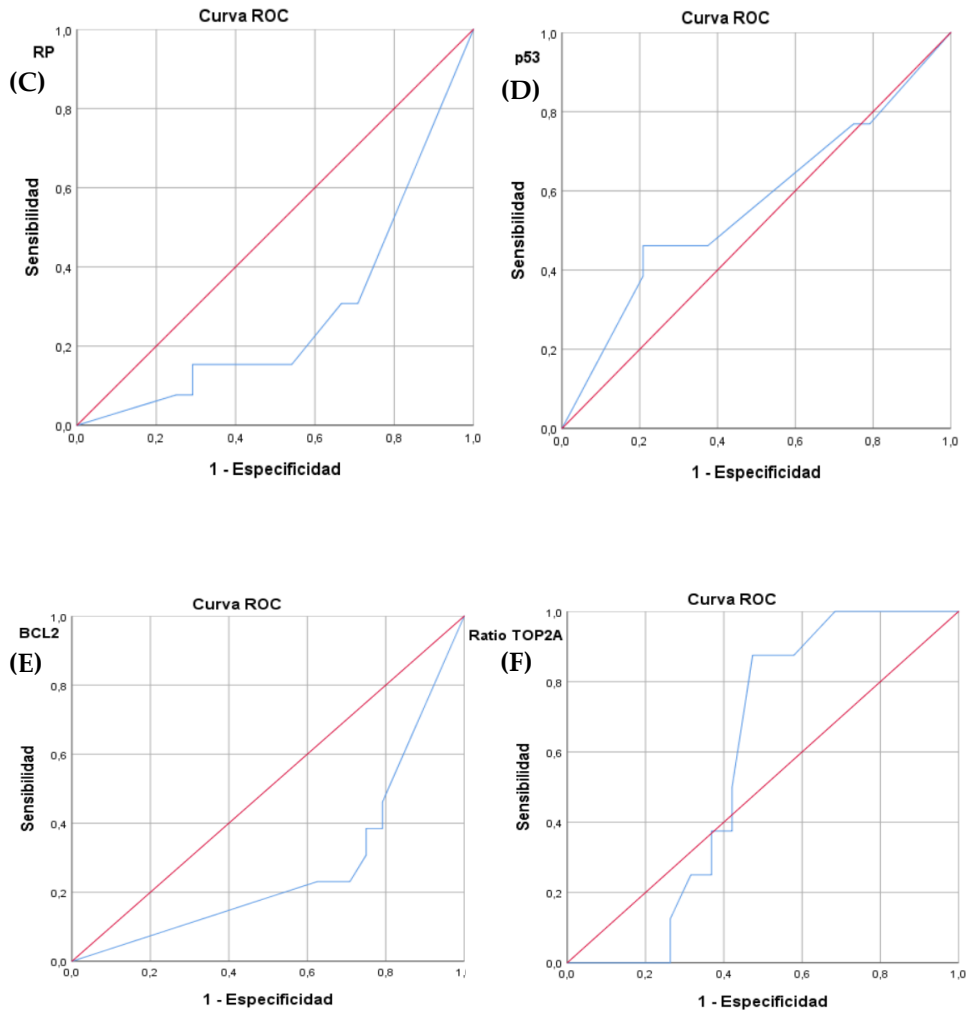 Curva ROC
RP
(C)
1,0
0,8
0,6
0,4
0,2
0,0
Sensibilidad
0,0 0,2 0,4 0,6 0,8 1,0
1 - Especificidad
Curva ROC
p53
(D)
1,0
0,8
0,6
0,4
0,2
0,0
Sensibilidad
0,0 0,2 0,4 0,6 0,8 1,0
1 - Especificidad
Curva ROC
BCL2
(E)
1,0
0,8
0,6
0,4
0,2
0,0
Sensibilidad
0,0 0,2 0,4 0,6 0,8 1,
1 - Especificidad
Curva ROC
Ratio TOP2A
(F)
1,0
0,8
0,6
0,4
0,2
0,0
Sensibilidad
0,0 0,2 0,4 0,6 0,8 1,0
1 - Especificidad